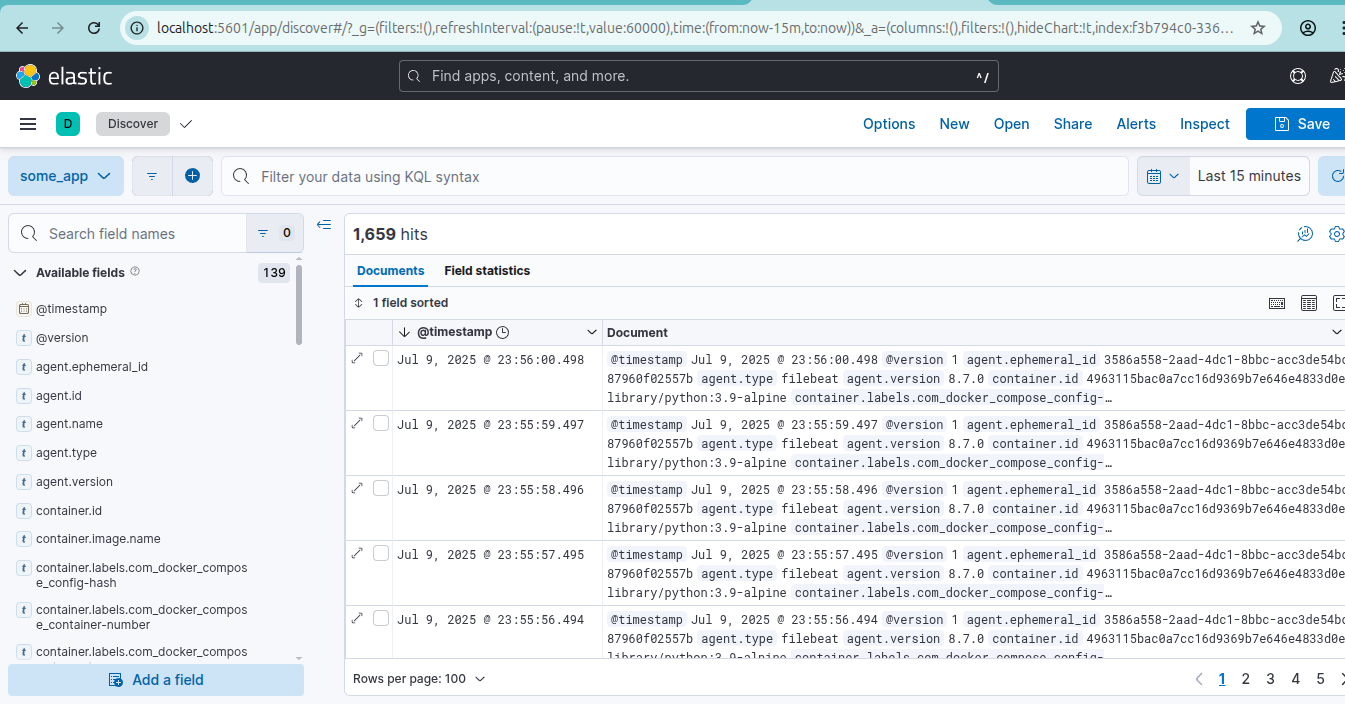 localhost:5601/app/discover#/?_g=(filters:!(),refreshInterval:(pause:!t,value:60000),time:(from:now-15m,to:now))&_a=(columns:!(),filters:!(),hideChart:!t,index:f3b794c0-336...
elastic
Find apps, content, and more.
^/
D
Discover
Options
New
Open
Share
Alerts
Inspect
Save
some_app
Filter your data using KQL syntax
Last 15 minutes
Search field names
0
Available fields
139
@timestamp
t @version
t agent.ephemeral_id
t agent.id
t agent.name
t agent.type
t agent.version
t container.id
t container.image.name
t container.labels.com_docker_compos
e_config-hash
t container.labels.com_docker_compos
e_container-number
t container.labels.com_docker_compos
Add a field
1,659 hits
Documents
Field statistics
1 field sorted
@timestamp
Document
Jul 9, 2025 @ 23:56:00.498
@timestamp Jul 9, 2025 @ 23:56:00.498 @version 1 agent.ephemeral_id 3586a558-2aad-4dc1-8bbc-acc3de54bc
87960f02557b agent.type filebeat agent.version 8.7.0 container.id 4963115bac0a7cc16d9369b7e646e4833d0e
library/python:3.9-alpine container.labels.com_docker_compose_config-…
Jul 9, 2025 @ 23:55:59.497
@timestamp Jul 9, 2025 @ 23:55:59.497 @version 1 agent.ephemeral_id 3586a558-2aad-4dc1-8bbc-acc3de54bc
87960f02557b agent.type filebeat agent.version 8.7.0 container.id 4963115bac0a7cc16d9369b7e646e4833d0e
library/python:3.9-alpine container.labels.com_docker_compose_config-…
Jul 9, 2025 @ 23:55:58.496
@timestamp Jul 9, 2025 @ 23:55:58.496 @version 1 agent.ephemeral_id 3586a558-2aad-4dc1-8bbc-acc3de54bc
87960f02557b agent.type filebeat agent.version 8.7.0 container.id 4963115bac0a7cc16d9369b7e646e4833d0e
library/python:3.9-alpine container.labels.com_docker_compose_config-…
Jul 9, 2025 @ 23:55:57.495
@timestamp Jul 9, 2025 @ 23:55:57.495 @version 1 agent.ephemeral_id 3586a558-2aad-4dc1-8bbc-acc3de54bc
87960f02557b agent.type filebeat agent.version 8.7.0 container.id 4963115bac0a7cc16d9369b7e646e4833d0e
library/python:3.9-alpine container.labels.com_docker_compose_config-…
Jul 9, 2025 @ 23:55:56.494
@timestamp Jul 9, 2025 @ 23:55:56.494 @version 1 agent.ephemeral_id 3586a558-2aad-4dc1-8bbc-acc3de54bc
87960f02557b agent.type filebeat agent.version 8.7.0 container.id 4963115bac0a7cc16d9369b7e646e4833d0e
library/python:3.9-alpine container.labels.com_docker_compose_config-…
Rows per page: 100
1 2 3 4 5